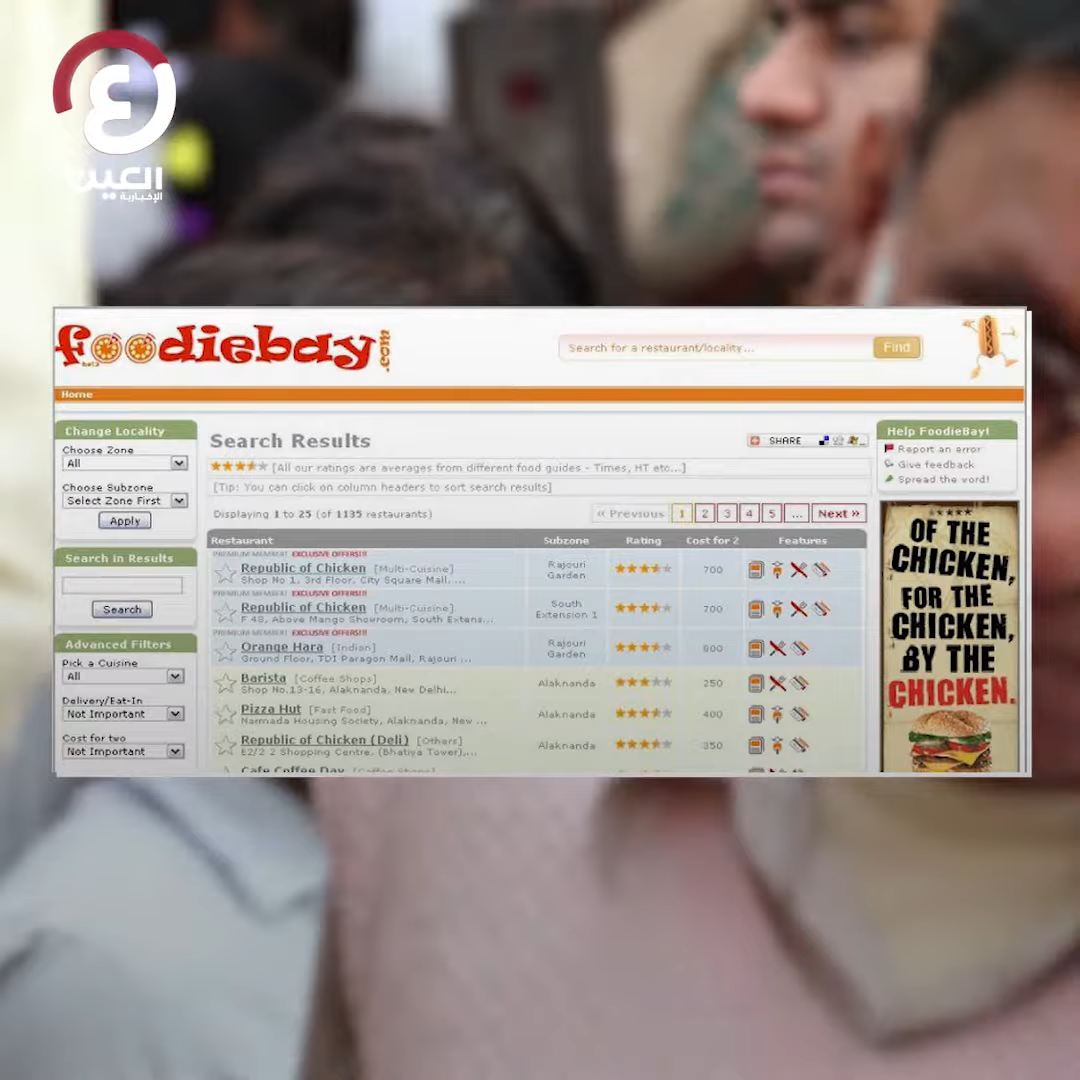 العين
الإخبارية
foodiebay.com
beta
Search for a restaurant/locality...
Find
Home
Change Locality
Choose Zone
All
Choose Subzone
Select Zone First
Apply
Search in Results
Search
Advanced Filters
Pick a Cuisine
All
Delivery/Eat-In
Not Important
Cost for two
Not Important
Search Results
SHARE
[All our ratings are averages from different food guides - Times, HT etc...]
[Tip: You can click on column headers to sort search results]
Displaying 1 to 25 (of 1135 restaurants)
« Previous 1 2 3 4 5 ... Next »
Restaurant Subzone Rating Cost for 2 Features
PREMIUM MEMBER! EXCLUSIVE OFFERS!!!
Republic of Chicken [Multi-Cuisine] Rajouri Garden 700
Shop No 1, 3rd Floor, City Square Mall, ...
PREMIUM MEMBER! EXCLUSIVE OFFERS!!!
Republic of Chicken [Multi-Cuisine] South Extension 1 700
F 48, Above Mango Showroom, South Extens...
PREMIUM MEMBER! EXCLUSIVE OFFERS!!!
Orange Hara [Indian] Rajouri Garden 800
Ground Floor, TDI Paragon Mall, Rajouri ...
Barista [Coffee Shops] Alaknanda 250
Shop No.13-16, Alaknanda, New Delhi...
Pizza Hut [Fast Food] Alaknanda 400
Narmada Housing Society, Alaknanda, New ...
Republic of Chicken (Deli) [Others] Alaknanda 350
E2/2 2 Shopping Centre, (Bhatiya Tower),...
Cafe Coffee Day [Coffee Shops]
Help FoodieBay!
Report an error
Give feedback
Spread the word!
OF THE
CHICKEN,
FOR THE
CHICKEN,
BY THE
CHICKEN.